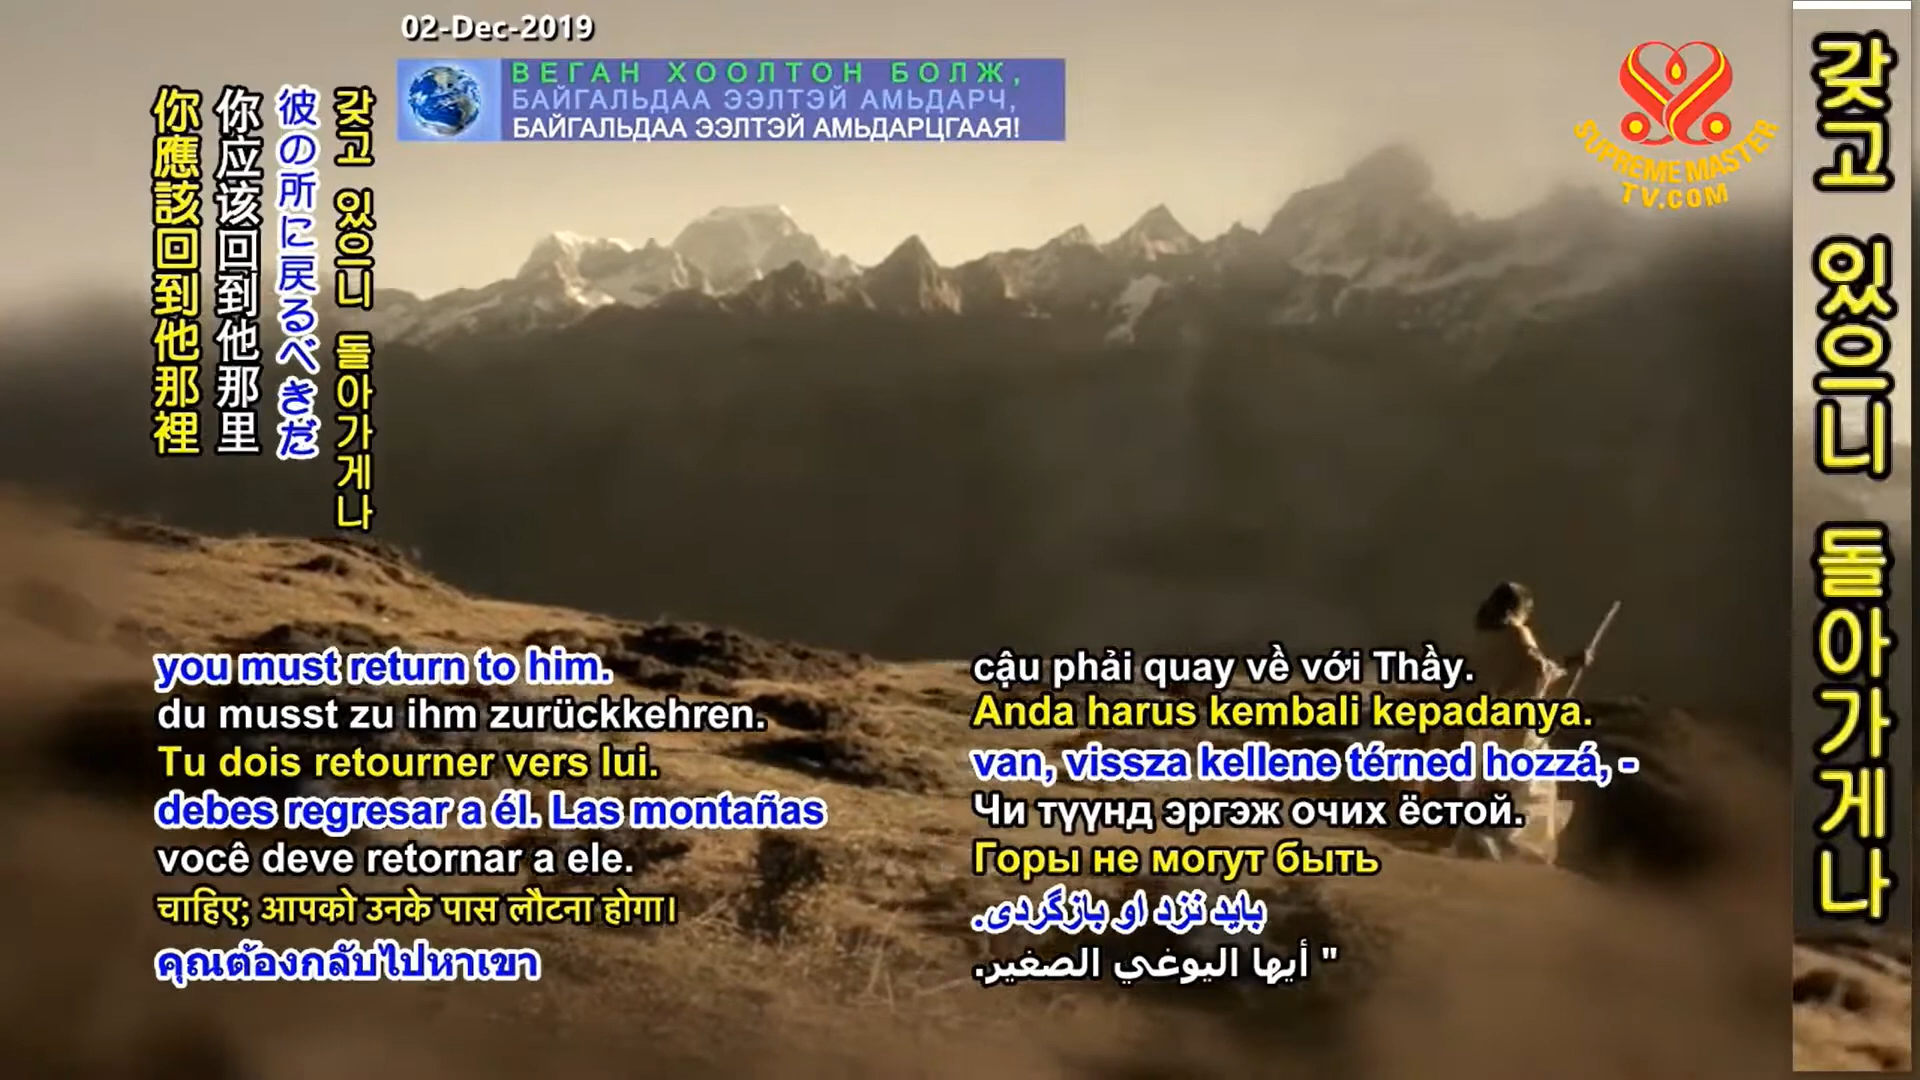 02-Dec-2019
ВЕГАН ХООЛТОН БОЛЖ,
БАЙГАЛЬДАА ЭЭЛТЭЙ АМЬДАРЧ,
БАЙГАЛЬДАА ЭЭЛТЭЙ АМЬДАРЦГААЯ!
SUPREME MASTER
TV.COM
你應該回到他那裡
你应该回到他那里
彼の所に戻るべきだ
갖고 있으니 돌아가게나
갖고 있으니 돌아가게나
you must return to him.
du musst zu ihm zurückkehren.
Tu dois retourner vers lui.
debes regresar a él. Las montañas
você deve retornar a ele.
चाहिए; आपको उनके पास लौटना होगा।
คุณต้องกลับไปหาเขา
cậu phải quay về với Thầy.
Anda harus kembali kepadanya.
van, vissza kellene térned hozzá, -
Чи түүнд эргэж очих ёстой.
Горы не могут быть
باید نزد او بازگردی.
" أيها اليوغي الصغير.